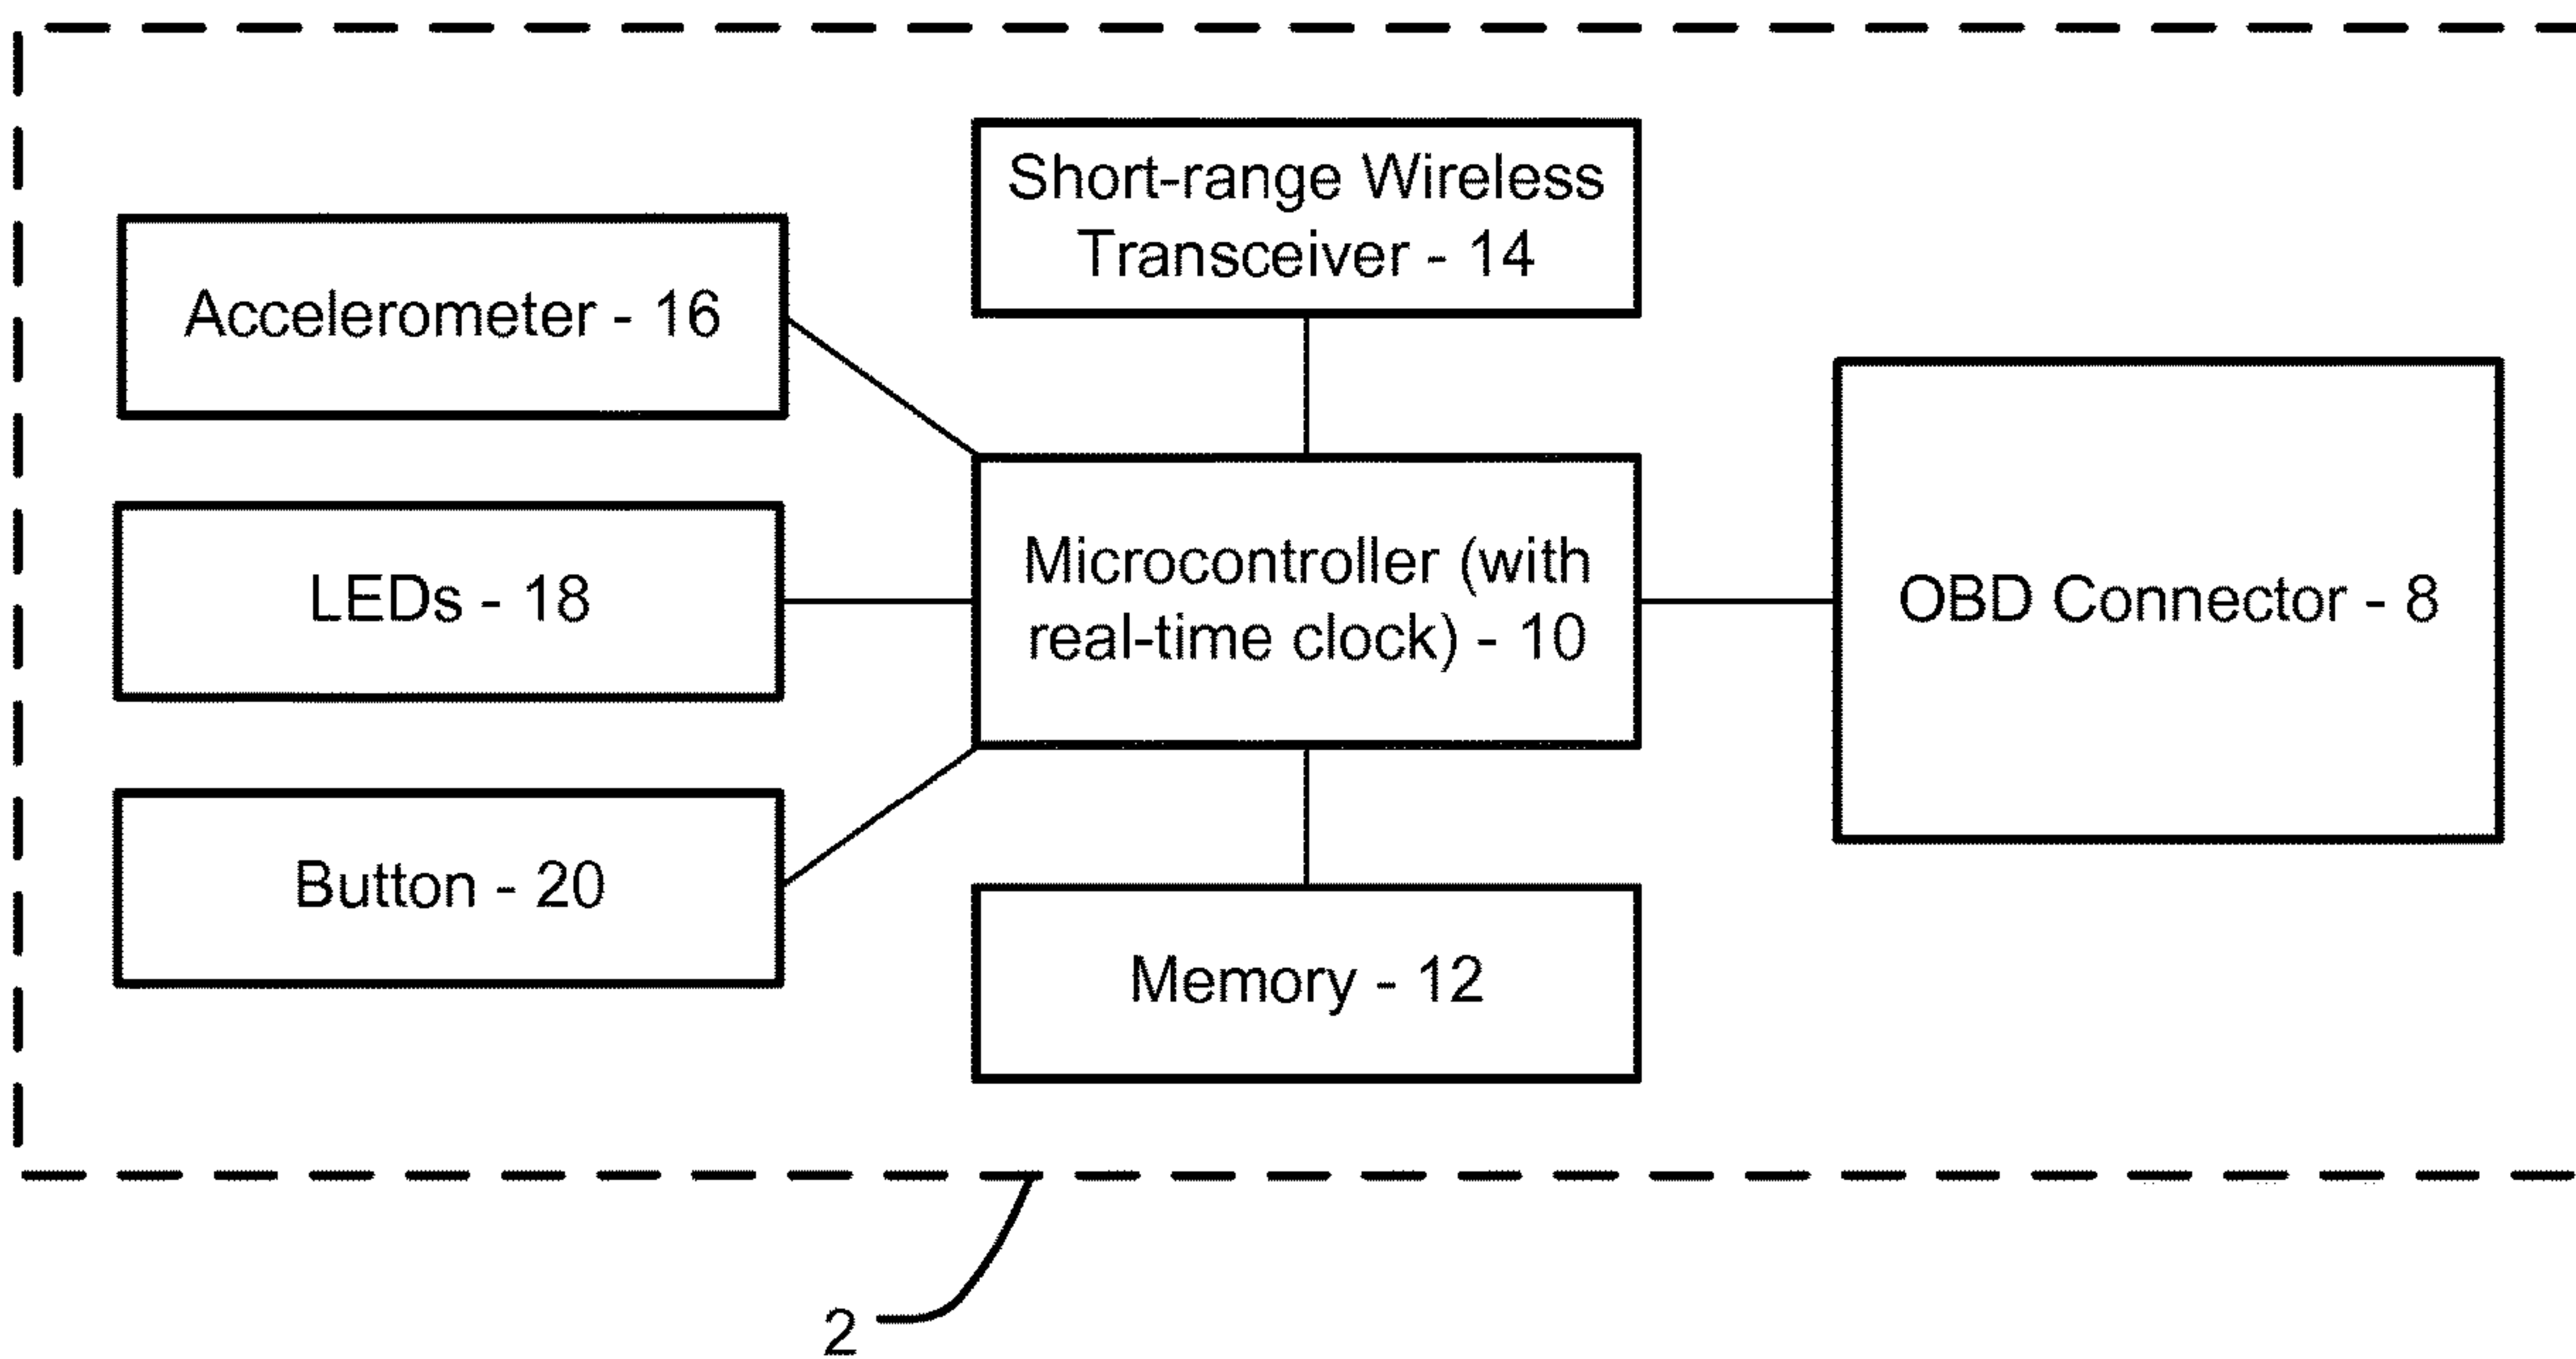 Short-range Wireless
Transceiver - 14
Accelerometer - 16
Microcontroller (with
real-time clock) - 10
LEDs - 18
OBD Connector - 8
Button - 20
Memory - 12
2